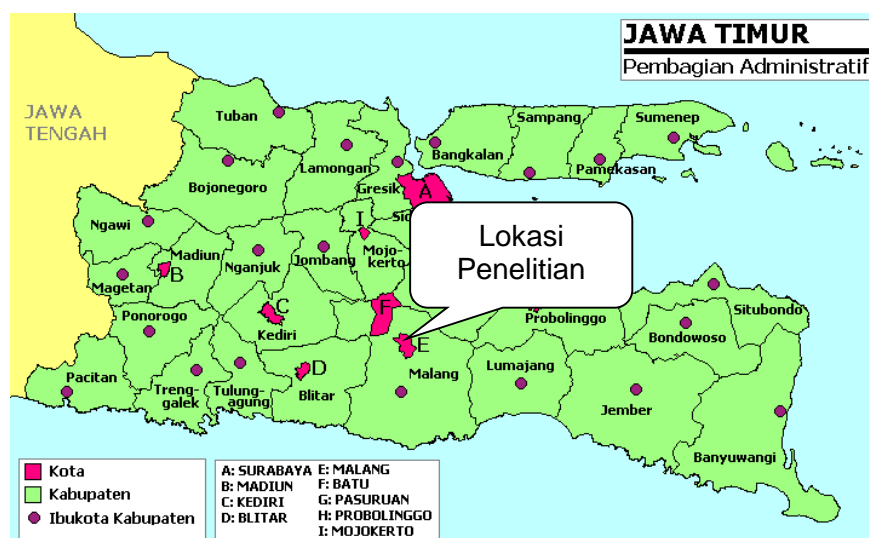 JAWA TIMUR
Pembagian Administratif
JAWA
TENGAH
Tuban
Lamongan
Bojonegoro
Gresik
A
Bangkalan
Sampang
Pamekasan
Sumenep
Ngawi
Madiun
B
Magetan
Nganjuk
Jombang
I
Mojo-
kerto
Lokasi
Penelitian
Ponorogo
C
Kediri
F
E
Malang
Probolinggo
Situbondo
Bondowoso
Pacitan
Treng-
galek
Tulung-
agung
D
Blitar
Lumajang
Jember
Banyuwangi
Kota
Kabupaten
Ibukota Kabupaten
A: SURABAYA
B: MADIUN
C: KEDIRI
D: BLITAR
E: MALANG
F: BATU
G: PASURUAN
H: PROBOLINGGO
I: MOJOKERTO